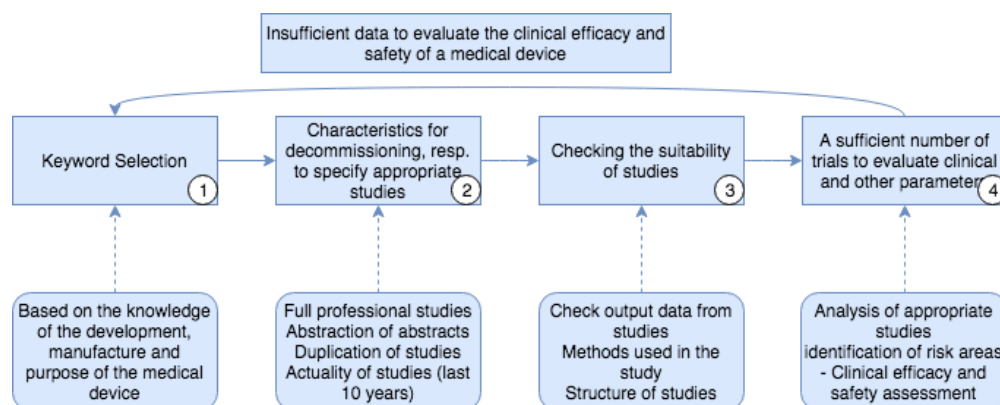 Insufficient data to evaluate the clinical efficacy and
safety of a medical device
Keyword Selection
1
Characteristics for
decommissioning, resp.
to specify appropriate
studies
2
Checking the suitability
of studies
3
A sufficient number of
trials to evaluate clinical
and other parameter
4
Based on the knowledge
of the development,
manufacture and
purpose of the medical
device
Full professional studies
Abstraction of abstracts
Duplication of studies
Actuality of studies (last
10 years)
Check output data from
studies
Methods used in the
study
Structure of studies
Analysis of appropriate
studies
identification of risk areas
- Clinical efficacy and
safety assessment